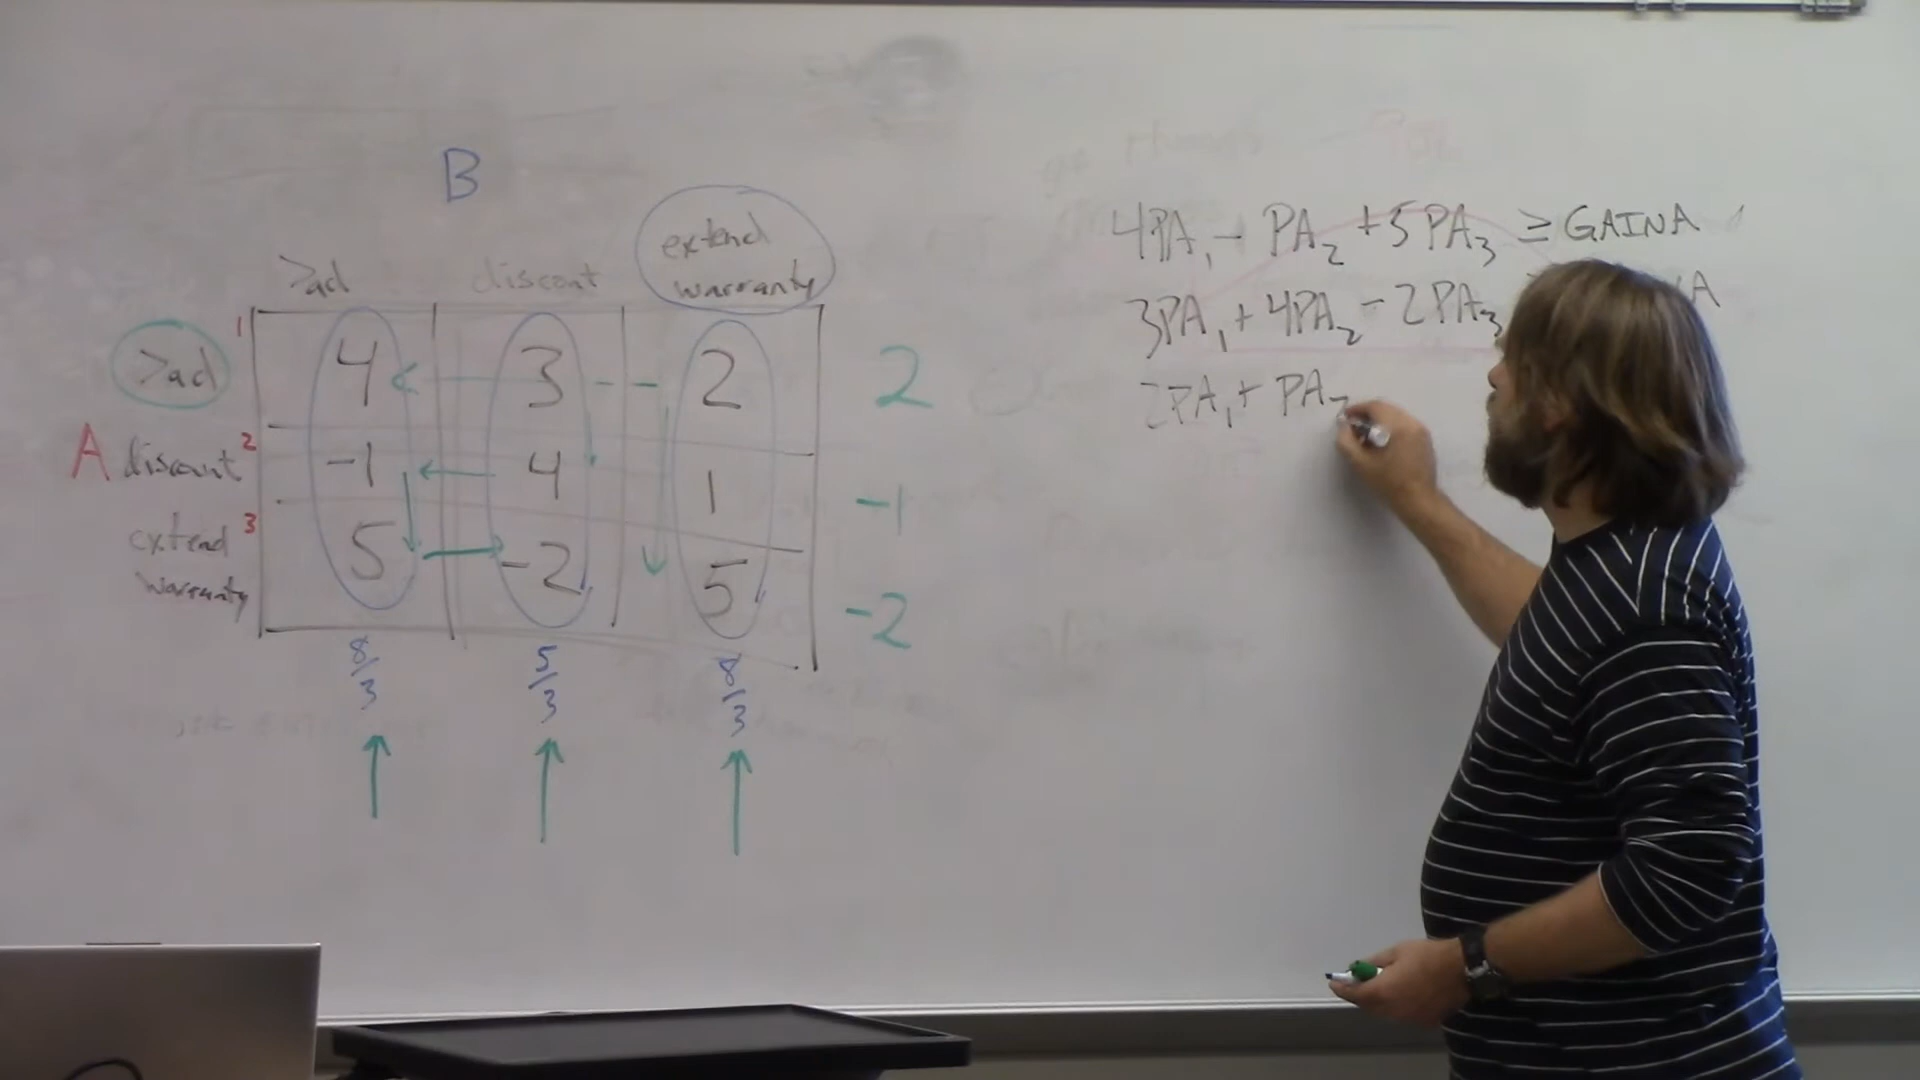 B
>ad discont extend warranty
>ad 1 4 3 2 2
A discount 2 -1 4 1 -1
extend warranty 3 5 -2 5 -2
8/3 5/3 8/3
4PA₁ - PA₂ + 5PA₃ ≥ GAINA
3PA₁ + 4PA₂ - 2PA₃ A
2PA₁ + PA₂